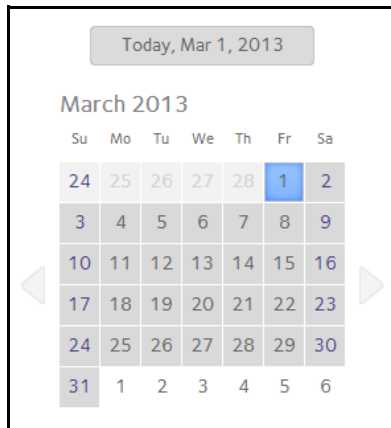 Today, Mar 1, 2013
March 2013
Su Mo Tu We Th Fr Sa
24 25 26 27 28 1 2
3 4 5 6 7 8 9
10 11 12 13 14 15 16
17 18 19 20 21 22 23
24 25 26 27 28 29 30
31 1 2 3 4 5 6